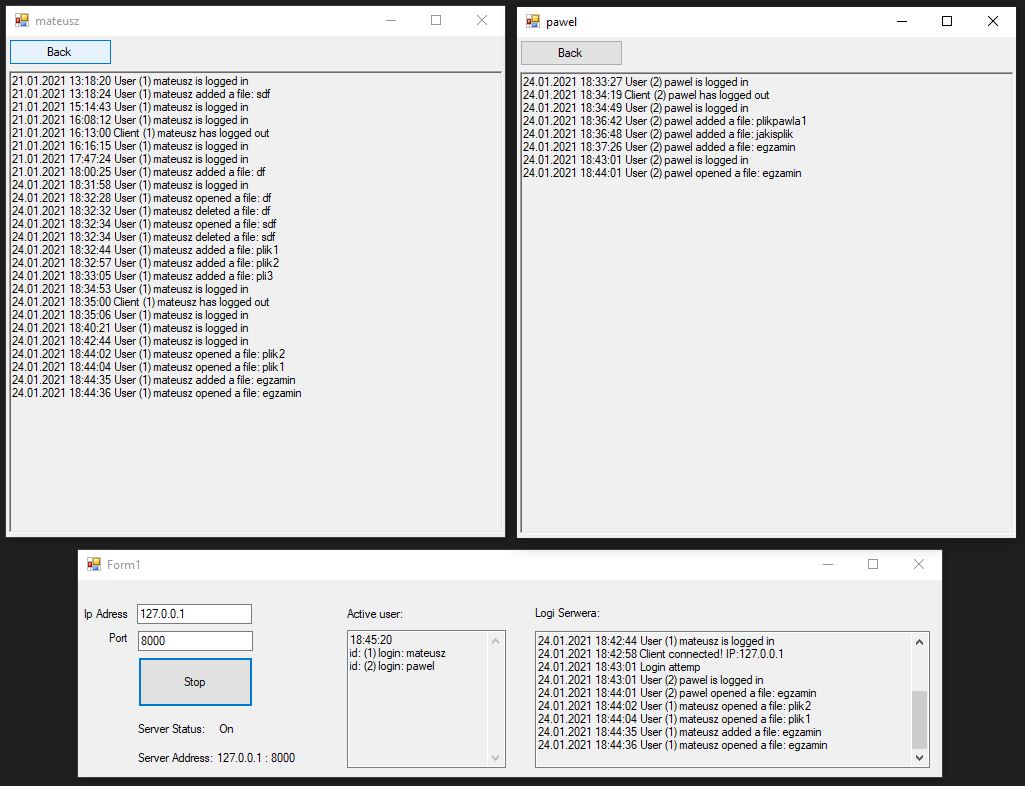 mateusz
Back
21.01.2021 13:18:20 User (1) mateusz is logged in
21.01.2021 13:18:24 User (1) mateusz added a file: sdf
21.01.2021 15:14:43 User (1) mateusz is logged in
21.01.2021 16:08:12 User (1) mateusz is logged in
21.01.2021 16:13:00 Client (1) mateusz has logged out
21.01.2021 16:16:15 User (1) mateusz is logged in
21.01.2021 17:47:24 User (1) mateusz is logged in
21.01.2021 18:00:25 User (1) mateusz added a file: df
24.01.2021 18:31:58 User (1) mateusz is logged in
24.01.2021 18:32:28 User (1) mateusz opened a file: df
24.01.2021 18:32:32 User (1) mateusz deleted a file: df
24.01.2021 18:32:34 User (1) mateusz opened a file: sdf
24.01.2021 18:32:34 User (1) mateusz deleted a file: sdf
24.01.2021 18:32:44 User (1) mateusz added a file: plik1
24.01.2021 18:32:57 User (1) mateusz added a file: plik2
24.01.2021 18:33:05 User (1) mateusz added a file: pli3
24.01.2021 18:34:53 User (1) mateusz is logged in
24.01.2021 18:35:00 Client (1) mateusz has logged out
24.01.2021 18:35:06 User (1) mateusz is logged in
24.01.2021 18:40:21 User (1) mateusz is logged in
24.01.2021 18:42:44 User (1) mateusz is logged in
24.01.2021 18:44:02 User (1) mateusz opened a file: plik2
24.01.2021 18:44:04 User (1) mateusz opened a file: plik1
24.01.2021 18:44:35 User (1) mateusz added a file: egzamin
24.01.2021 18:44:36 User (1) mateusz opened a file: egzamin
pawel
Back
24.01.2021 18:33:27 User (2) pawel is logged in
24.01.2021 18:34:19 Client (2) pawel has logged out
24.01.2021 18:34:49 User (2) pawel is logged in
24.01.2021 18:36:42 User (2) pawel added a file: plikpawla1
24.01.2021 18:36:48 User (2) pawel added a file: jakisplik
24.01.2021 18:37:26 User (2) pawel added a file: egzamin
24.01.2021 18:43:01 User (2) pawel is logged in
24.01.2021 18:44:01 User (2) pawel opened a file: egzamin
Form1
Ip Adress 127.0.0.1
Port 8000
Stop
Server Status: On
Server Address: 127.0.0.1 : 8000
Active user:
18:45:20
id: (1) login: mateusz
id: (2) login: pawel
Logi Serwera:
24.01.2021 18:42:44 User (1) mateusz is logged in
24.01.2021 18:42:58 Client connected! IP:127.0.0.1
24.01.2021 18:43:01 Login attemp
24.01.2021 18:43:01 User (2) pawel is logged in
24.01.2021 18:44:01 User (2) pawel opened a file: egzamin
24.01.2021 18:44:02 User (1) mateusz opened a file: plik2
24.01.2021 18:44:04 User (1) mateusz opened a file: plik1
24.01.2021 18:44:35 User (1) mateusz added a file: egzamin
24.01.2021 18:44:36 User (1) mateusz opened a file: egzamin